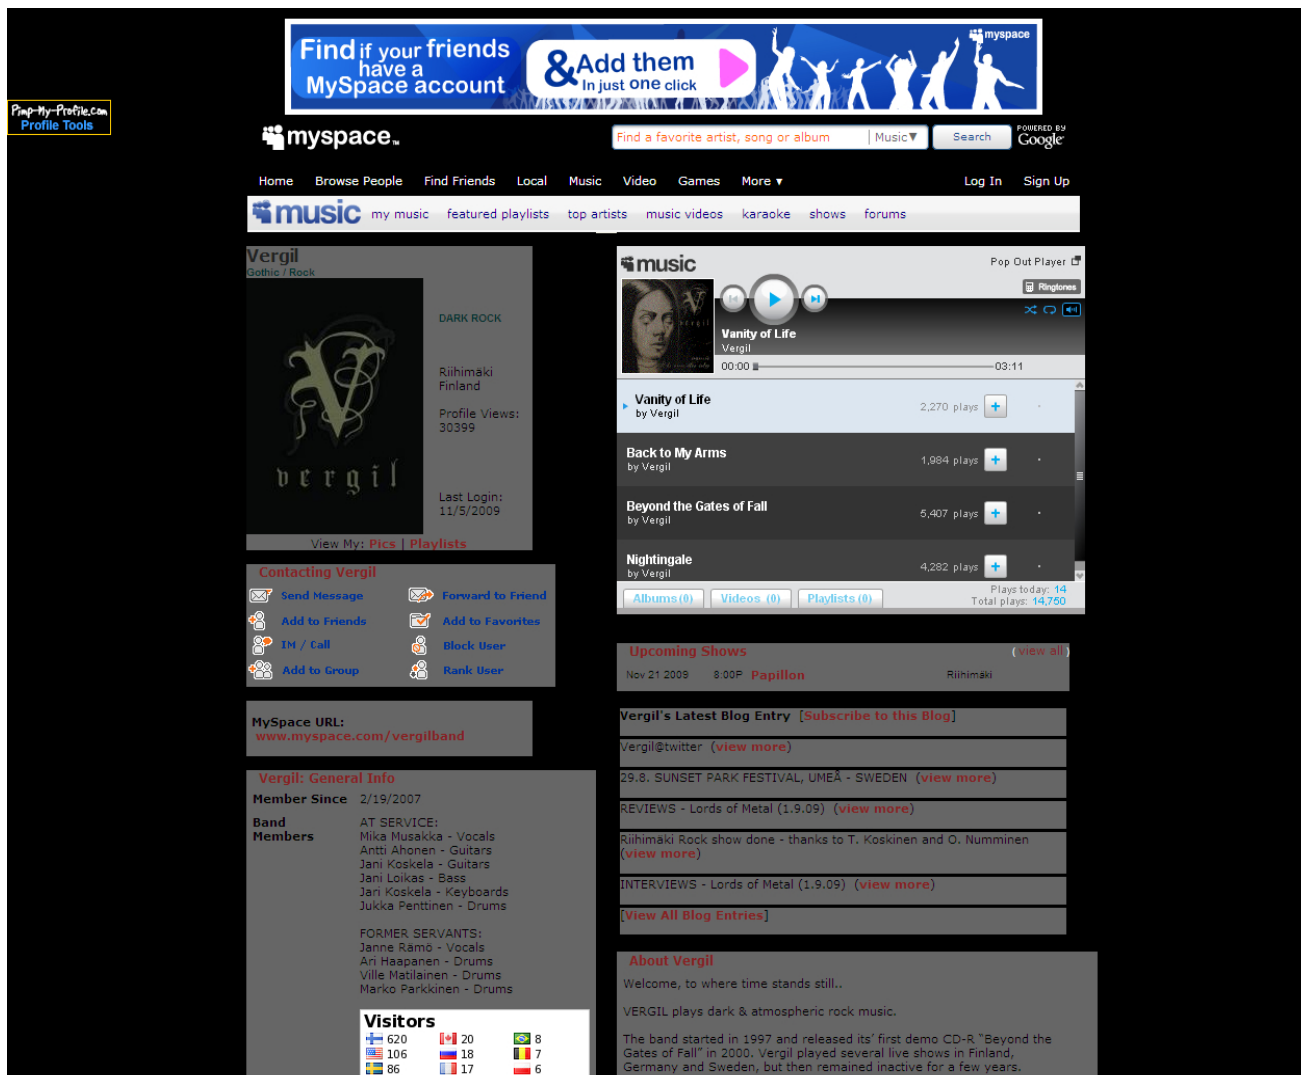 Find if your friends
have a
MySpace account
&Add them
In just one click
myspace
Pimp-My-Profile.com
Profile Tools
myspace
Find a favorite artist, song or album | Music▼ Search POWERED BY Google
Home Browse People Find Friends Local Music Video Games More ▾ Log In Sign Up
music my music featured playlists top artists music videos karaoke shows forums
Vergil
Gothic / Rock
V
vergil
DARK ROCK
Riihimäki
Finland
Profile Views:
30399
Last Login:
11/5/2009
View My: Pics | Playlists
Contacting Vergil
Send Message Forward to Friend
Add to Friends Add to Favorites
IM / Call Block User
Add to Group Rank User
MySpace URL:
www.myspace.com/vergilband
Vergil: General Info
Member Since 2/19/2007
Band Members
AT SERVICE:
Mika Musakka - Vocals
Antti Ahonen - Guitars
Jani Koskela - Guitars
Jani Loikas - Bass
Jari Koskela - Keyboards
Jukka Penttinen - Drums
FORMER SERVANTS:
Janne Rämö - Vocals
Ari Haapanen - Drums
Ville Matilainen - Drums
Marko Parkkinen - Drums
Visitors
620 20 8
106 18 7
86 17 6
music Pop Out Player
Ringtones
V
vergil
Vanity of Life
Vergil
00:00 03:11
Vanity of Life
by Vergil
2,270 plays +
Back to My Arms
by Vergil
1,984 plays +
Beyond the Gates of Fall
by Vergil
5,407 plays +
Nightingale
by Vergil
4,282 plays +
Albums (0) Videos (0) Playlists (0)
Plays today: 14
Total plays: 14,750
Upcoming Shows ( view all )
Nov 21 2009 8:00P Papillon Riihimäki
Vergil's Latest Blog Entry [Subscribe to this Blog]
Vergil@twitter (view more)
29.8. SUNSET PARK FESTIVAL, UMEÂ - SWEDEN (view more)
REVIEWS - Lords of Metal (1.9.09) (view more)
Riihimäki Rock show done - thanks to T. Koskinen and O. Numminen
(view more)
INTERVIEWS - Lords of Metal (1.9.09) (view more)
[View All Blog Entries]
About Vergil
Welcome, to where time stands still..
VERGIL plays dark & atmospheric rock music.
The band started in 1997 and released its' first demo CD-R "Beyond the
Gates of Fall" in 2000. Vergil played several live shows in Finland,
Germany and Sweden, but then remained inactive for a few years.